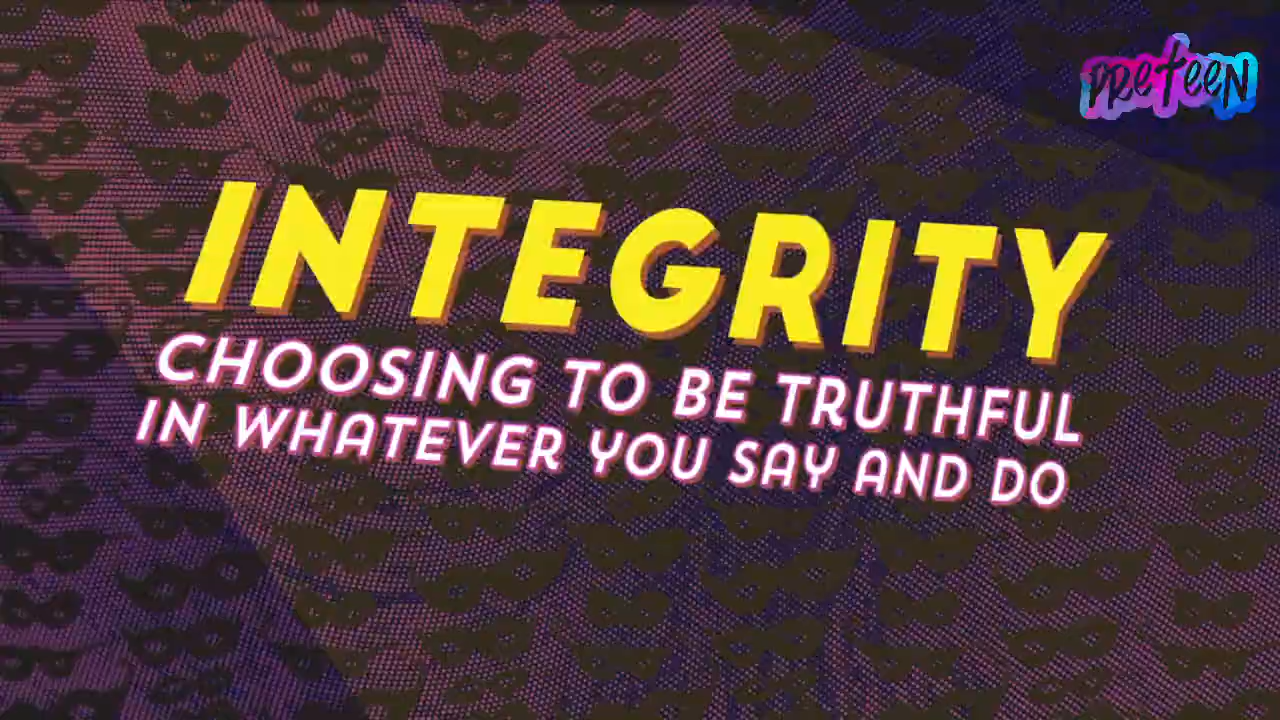 PRETEEN
INTEGRITY
CHOOSING TO BE TRUTHFUL
IN WHATEVER YOU SAY AND DO